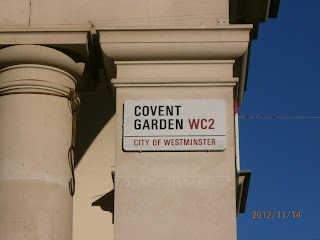 COVENT
GARDEN WC2
CITY OF WESTMINSTER
2012/11/14